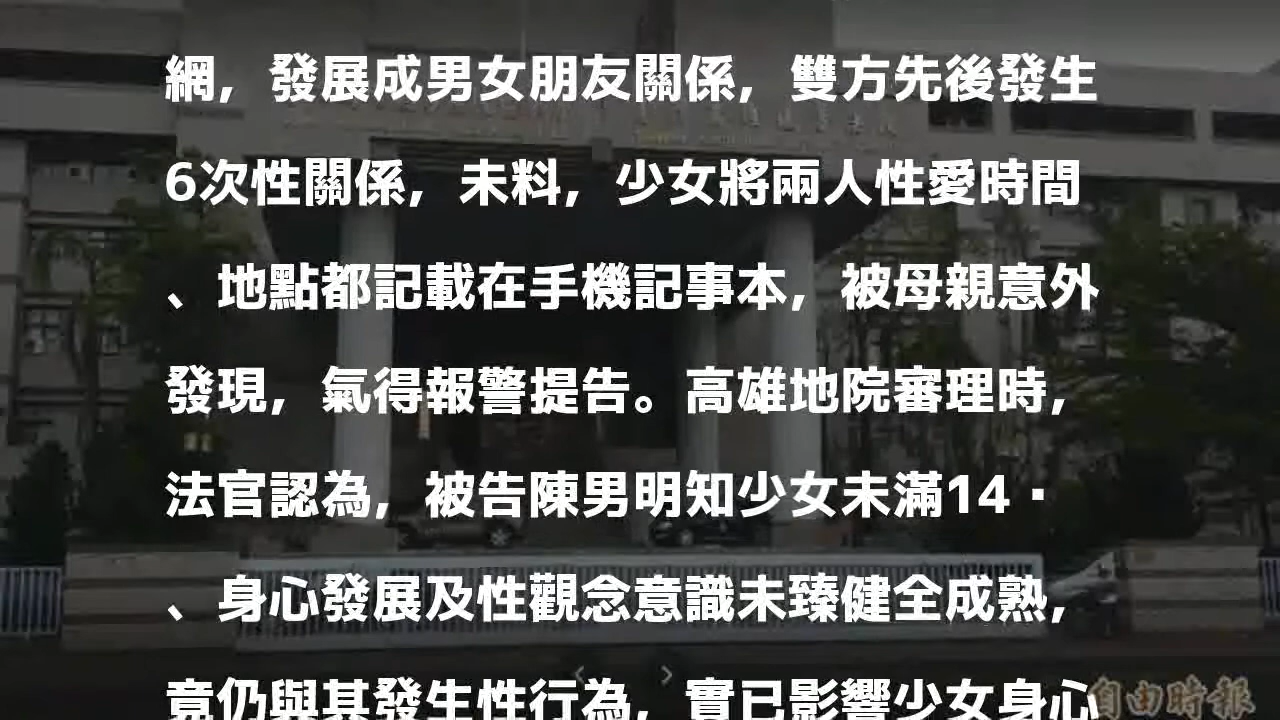 網，發展成男女朋友關係，雙方先後發生
6次性關係，未料，少女將兩人性愛時間
、地點都記載在手機記事本，被母親意外
發現，氣得報警提告。高雄地院審理時，
法官認為，被告陳男明知少女未滿14·
、身心發展及性觀念意識未臻健全成熟，
竟仍與其發生性行為，實已影響少女身心
自由時報